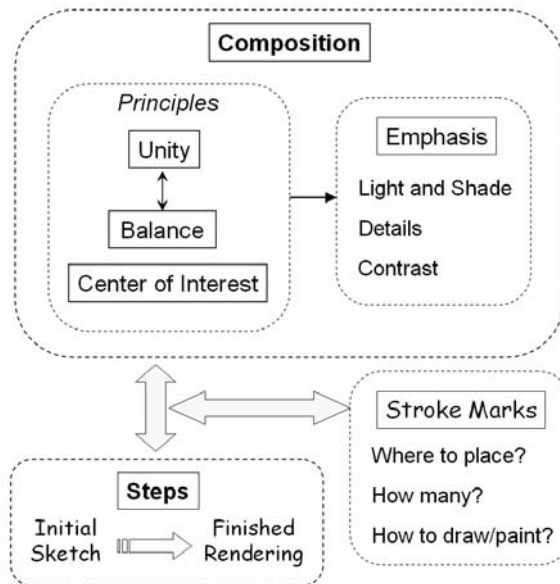 Composition
Principles
Unity
Balance
Center of Interest
Emphasis
Light and Shade
Details
Contrast
Stroke Marks
Where to place?
How many?
How to draw/paint?
Steps
Initial
Sketch
Finished
Rendering